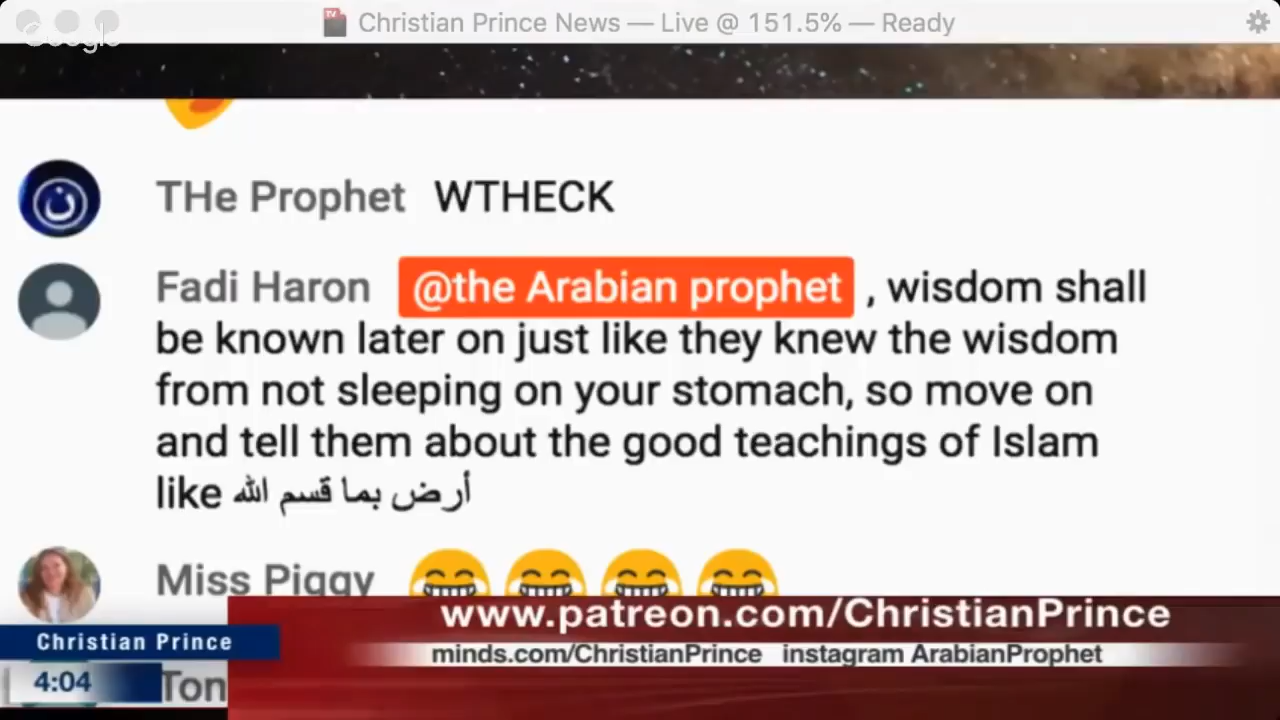 Christian Prince News — Live @ 151.5% — Ready
Google
THe Prophet WTHECK
Fadi Haron @the Arabian prophet , wisdom shall
be known later on just like they knew the wisdom
from not sleeping on your stomach, so move on
and tell them about the good teachings of Islam
like أرض بما قسم الله
Miss Piggy
www.patreon.com/ChristianPrince
Christian Prince
minds.com/ChristianPrince instagram ArabianProphet
4:04
Ton